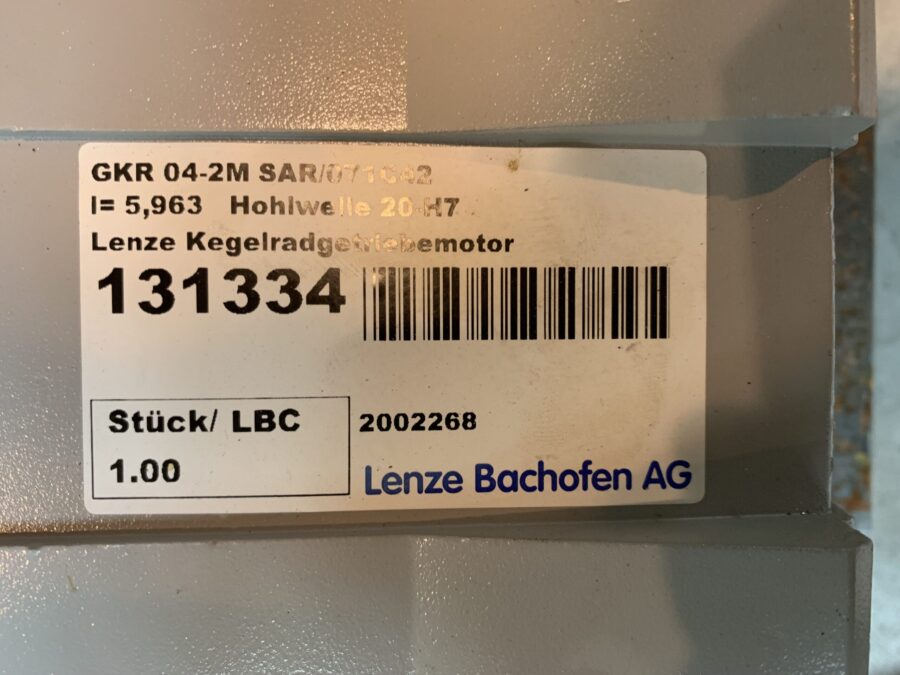 GKR 04-2M SAR/071C42
I= 5,963 Hohlwelle 20 H7
Lenze Kegelradgetriebemotor
131334
Stück/ LBC
1.00
2002268
Lenze Bachofen AG